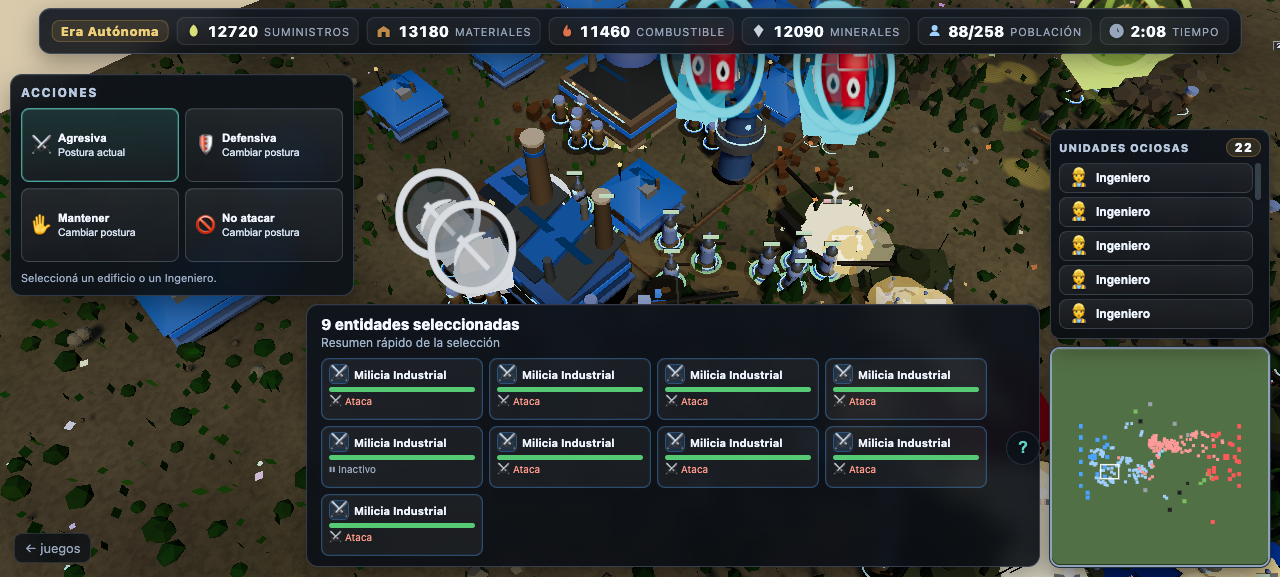 Era Autónoma
12720 SUMINISTROS
13180 MATERIALES
11460 COMBUSTIBLE
12090 MINERALES
88/258 POBLACIÓN
2:08 TIEMPO
ACCIONES
Agresiva
Postura actual
Defensiva
Cambiar postura
Mantener
Cambiar postura
No atacar
Cambiar postura
Seleccioná un edificio o un Ingeniero.
UNIDADES OCIOSAS 22
Ingeniero
Ingeniero
Ingeniero
Ingeniero
Ingeniero
9 entidades seleccionadas
Resumen rápido de la selección
Milicia Industrial
Ataca
Milicia Industrial
Ataca
Milicia Industrial
Ataca
Milicia Industrial
Ataca
Milicia Industrial
Inactivo
Milicia Industrial
Ataca
Milicia Industrial
Ataca
Milicia Industrial
Ataca
Milicia Industrial
Ataca
?
← juegos